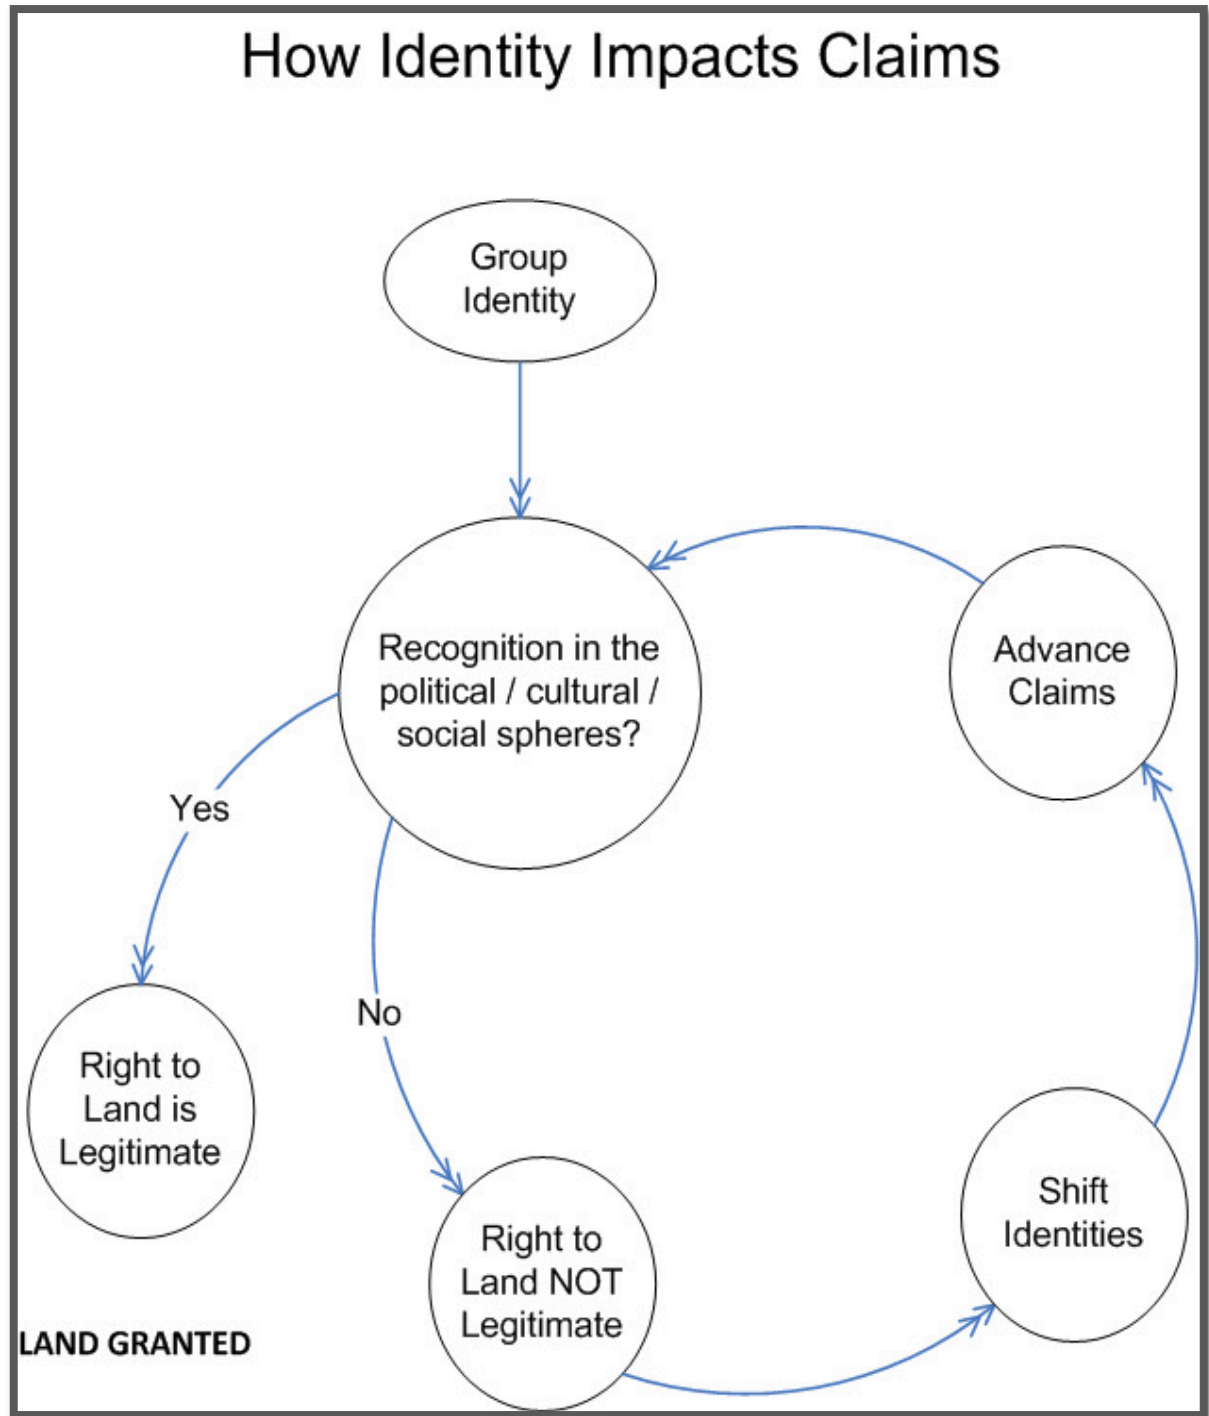 How Identity Impacts Claims
Group
Identity
Recognition in the
political / cultural /
social spheres?
Advance
Claims
Yes
No
Right to
Land is
Legitimate
Shift
Identities
Right to
Land NOT
Legitimate
LAND GRANTED